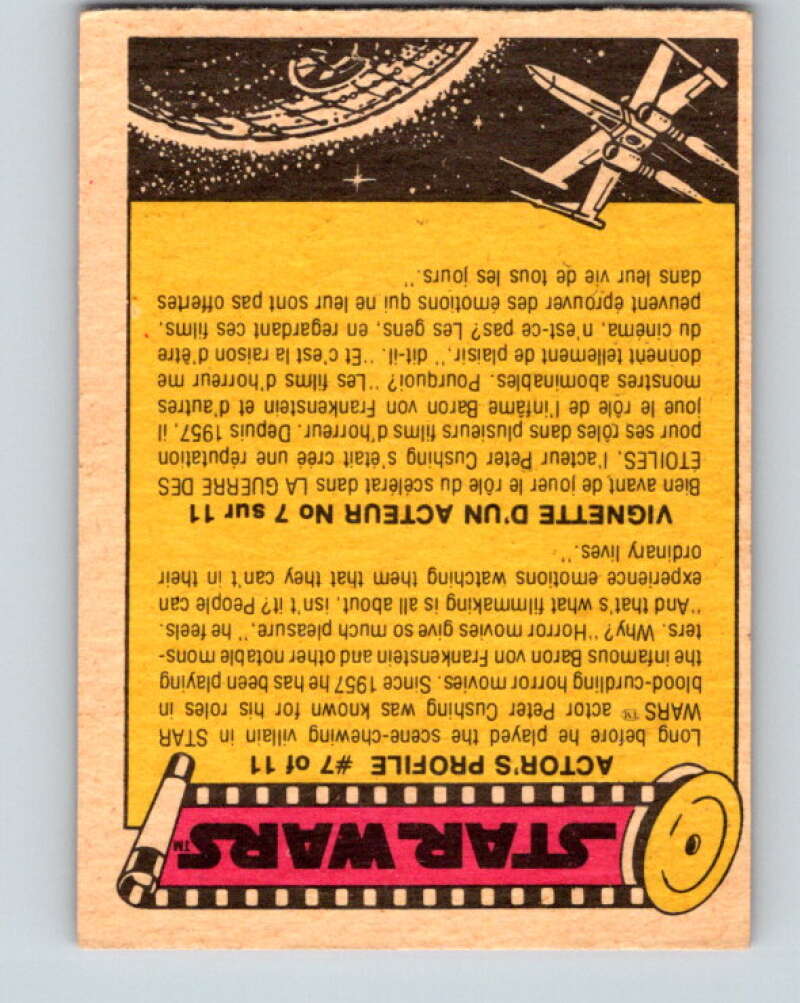 STAR WARS™
ACTOR'S PROFILE #7 of 11
Long before he played the scene-chewing villain in STAR
WARS™ actor Peter Cushing was known for his roles in
blood-curdling horror movies. Since 1957 he has been playing
the infamous Baron von Frankenstein and other notable mons-
ters. Why? "Horror movies give so much pleasure," he feels.
"And that's what filmmaking is all about, isn't it? People can
experience emotions watching them that they can't in their
ordinary lives."
VIGNETTE D'UN ACTEUR No 7 sur 11
Bien avant de jouer le rôle du scélérat dans LA GUERRE DES
ÉTOILES, l'acteur Peter Cushing s'était créé une réputation
pour ses rôles dans plusieurs films d'horreur. Depuis 1957, il
joue le rôle de l'infâme Baron von Frankenstein et d'autres
monstres abominables. Pourquoi? "Les films d'horreur me
donnent tellement de plaisir", dit-il. "Et c'est la raison d'être
du cinéma, n'est-ce pas? Les gens, en regardant ces films,
peuvent éprouver des émotions qui ne leur sont pas offertes
dans leur vie de tous les jours."